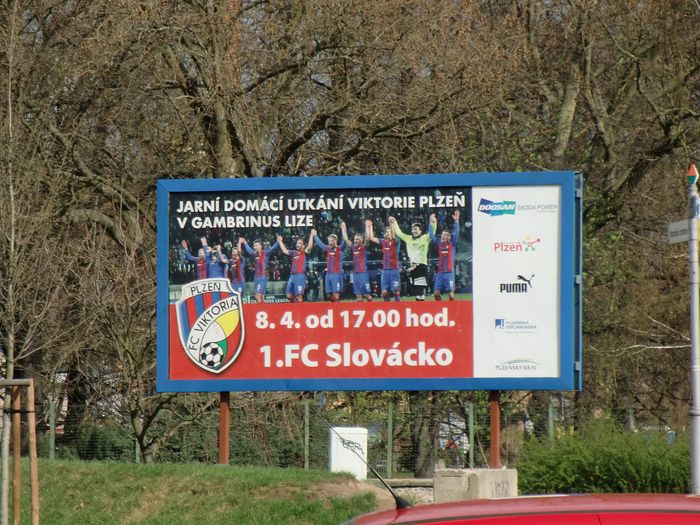 JARNÍ DOMÁCÍ UTKÁNÍ VIKTORIE PLZEŇ
V GAMBRINUS LIZE
PLZEŇ
FC VIKTORIA
8. 4. od 17.00 hod.
1.FC Slovácko
DOOSAN ŠKODA POWER
PLZEŇ
PUMA
PLZEŇSKÁ
TEPLÁRENSKÁ
PLZEŇSKÝ KRAJ